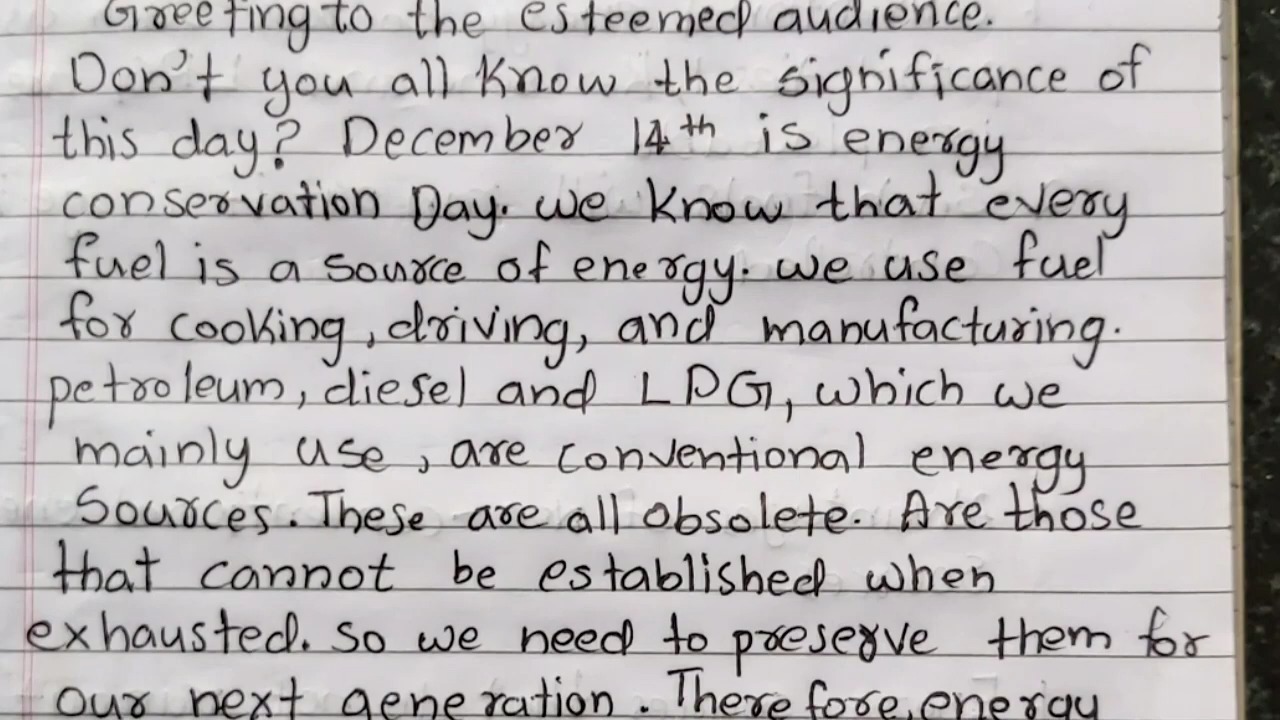 Greeting to the esteemed audience.
Don't you all know the significance of
this day? December 14th is energy
conservation Day. we know that every
fuel is a source of energy. we use fuel
for cooking, driving, and manufacturing.
petroleum, diesel and LPG, which we
mainly use, are conventional energy
Sources. These are all obsolete. Are those
that cannot be established when
exhausted. so we need to preserve them for
our next generation. Therefore, energy